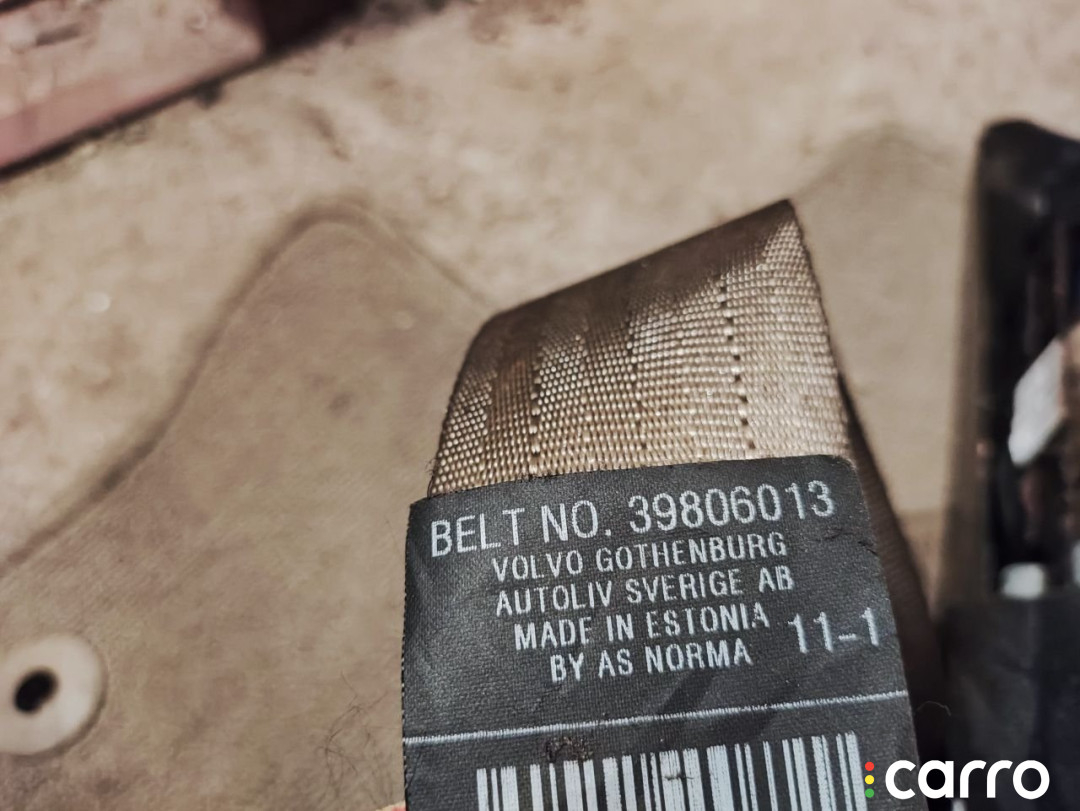 BELT NO. 39806013
VOLVO GOTHENBURG
AUTOLIV SVERIGE AB
MADE IN ESTONIA 11-1
BY AS NORMA
carro